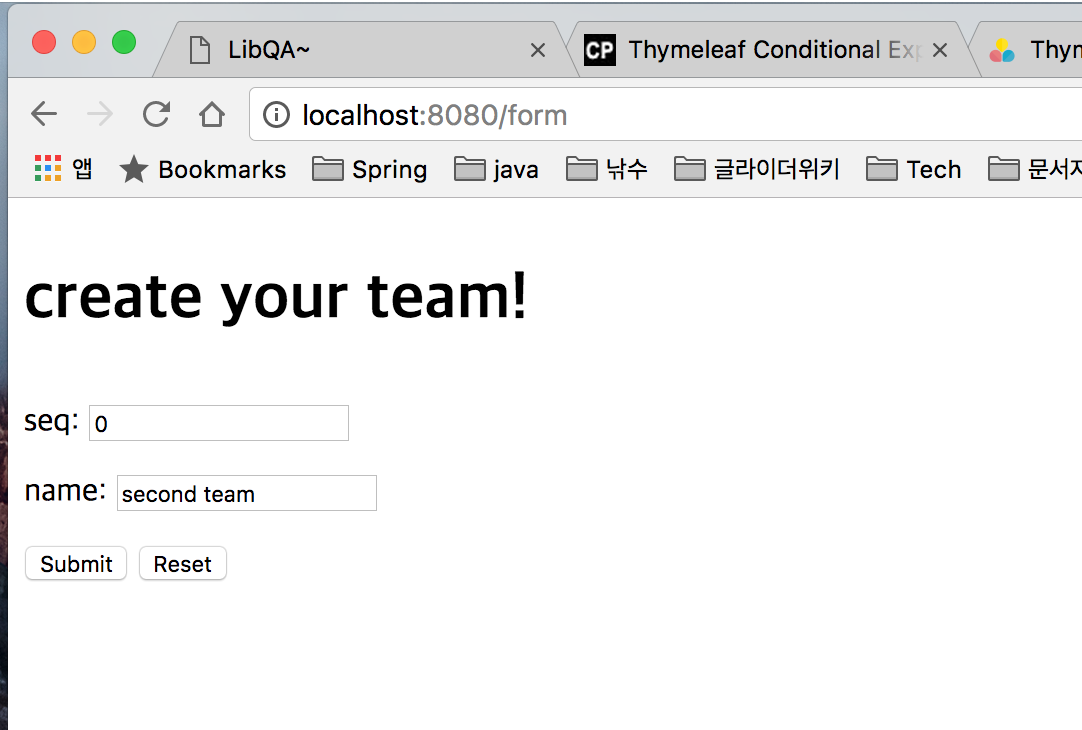 LibQA~ Thymeleaf Conditional Exp Thym
localhost:8080/form
앱 Bookmarks Spring java 낚수 글라이더위키 Tech 문서
create your team!
seq: 0
name: second team
Submit Reset